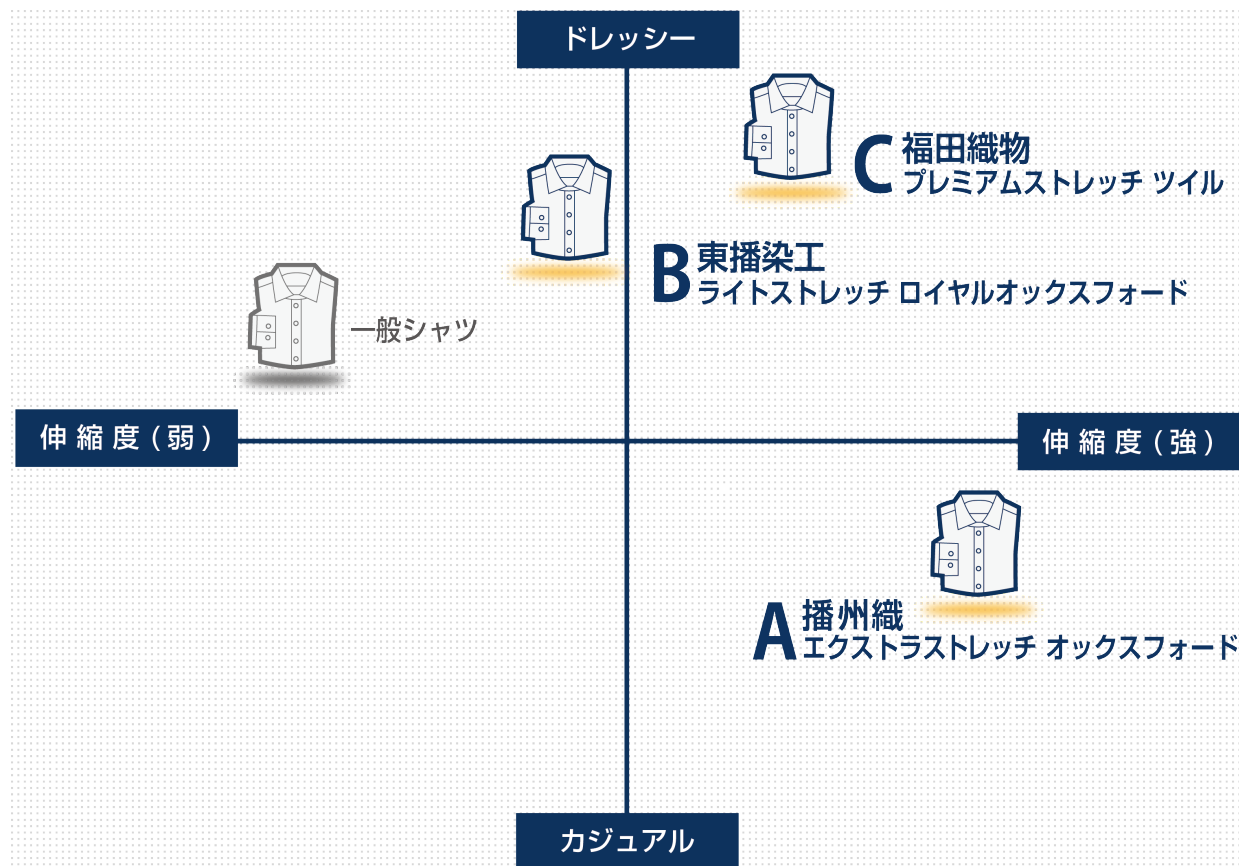 ドレッシー
C 福田織物
プレミアムストレッチ ツイル
B 東播染工
ライトストレッチ ロイヤルオックスフォード
一般シャツ
伸縮度(弱)
伸縮度(強)
A 播州織
エクストラストレッチ オックスフォード
カジュアル